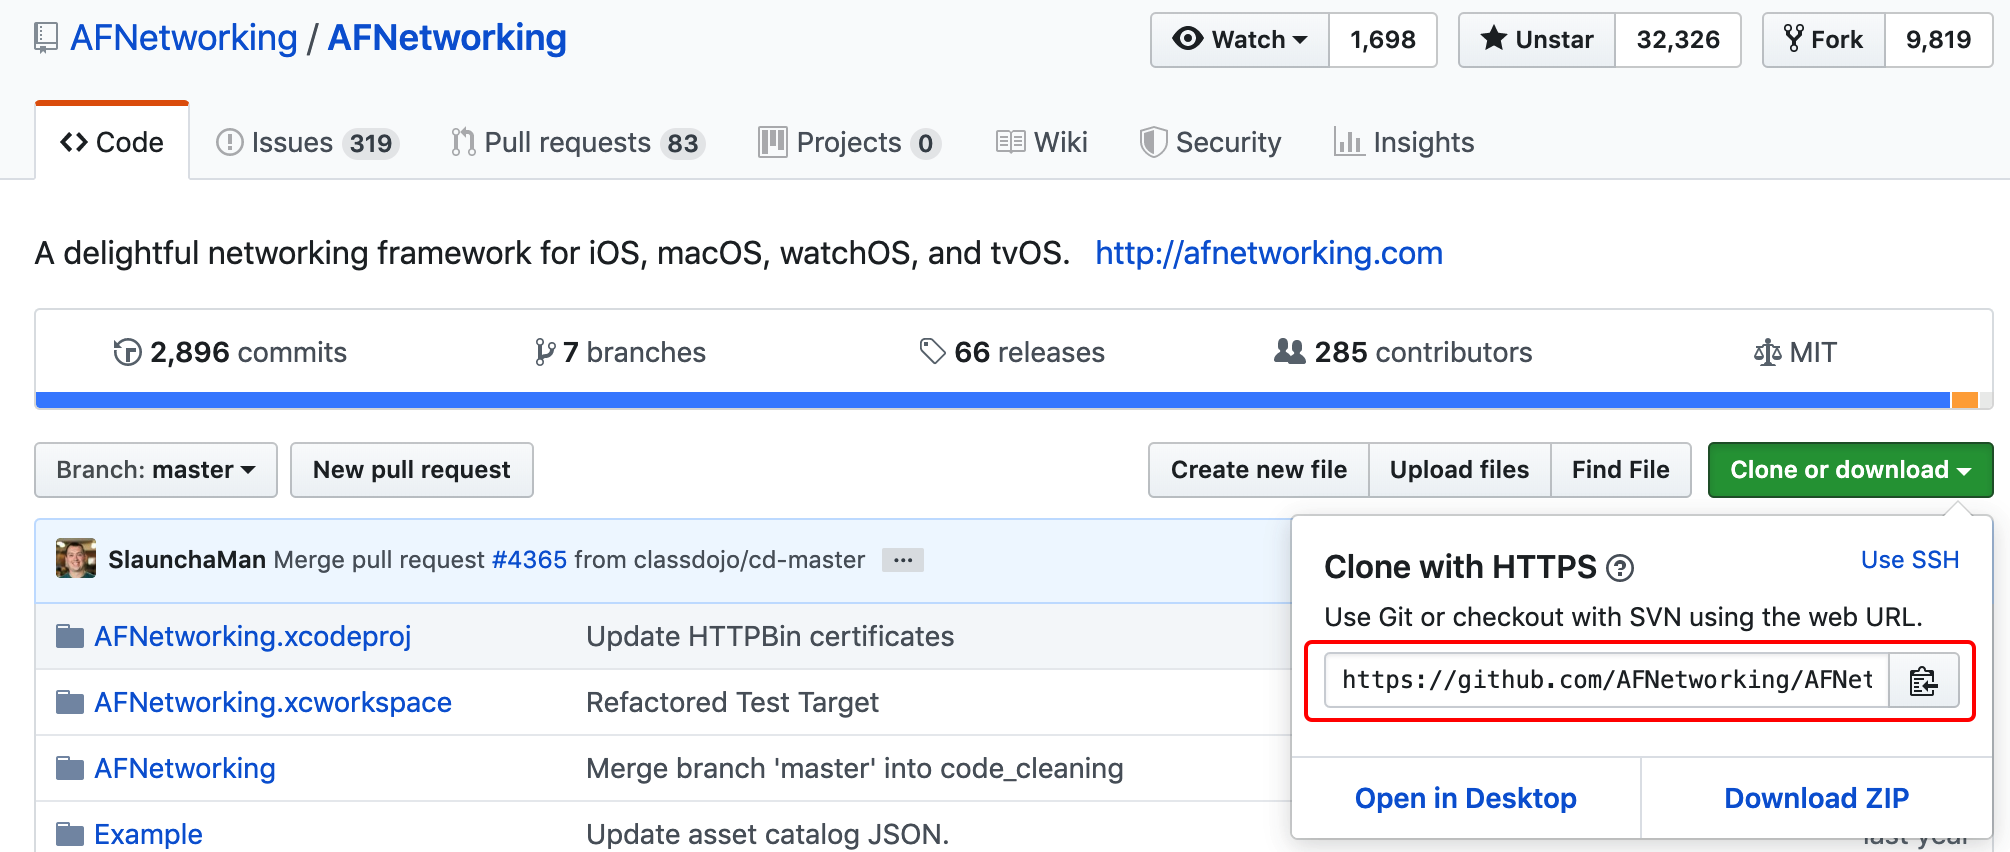 AFNetworking / AFNetworking
Watch 1,698 Unstar 32,326 Fork 9,819
Code Issues 319 Pull requests 83 Projects 0 Wiki Security Insights
A delightful networking framework for iOS, macOS, watchOS, and tvOS. http://afnetworking.com
2,896 commits 7 branches 66 releases 285 contributors MIT
Branch: master New pull request Create new file Upload files Find File Clone or download
SlaunchaMan Merge pull request #4365 from classdojo/cd-master ...
Clone with HTTPS ? Use SSH
Use Git or checkout with SVN using the web URL.
https://github.com/AFNetworking/AFNet
Open in Desktop Download ZIP
AFNetworking.xcodeproj Update HTTPBin certificates
AFNetworking.xcworkspace Refactored Test Target
AFNetworking Merge branch 'master' into code_cleaning
Example Update asset catalog JSON. last year